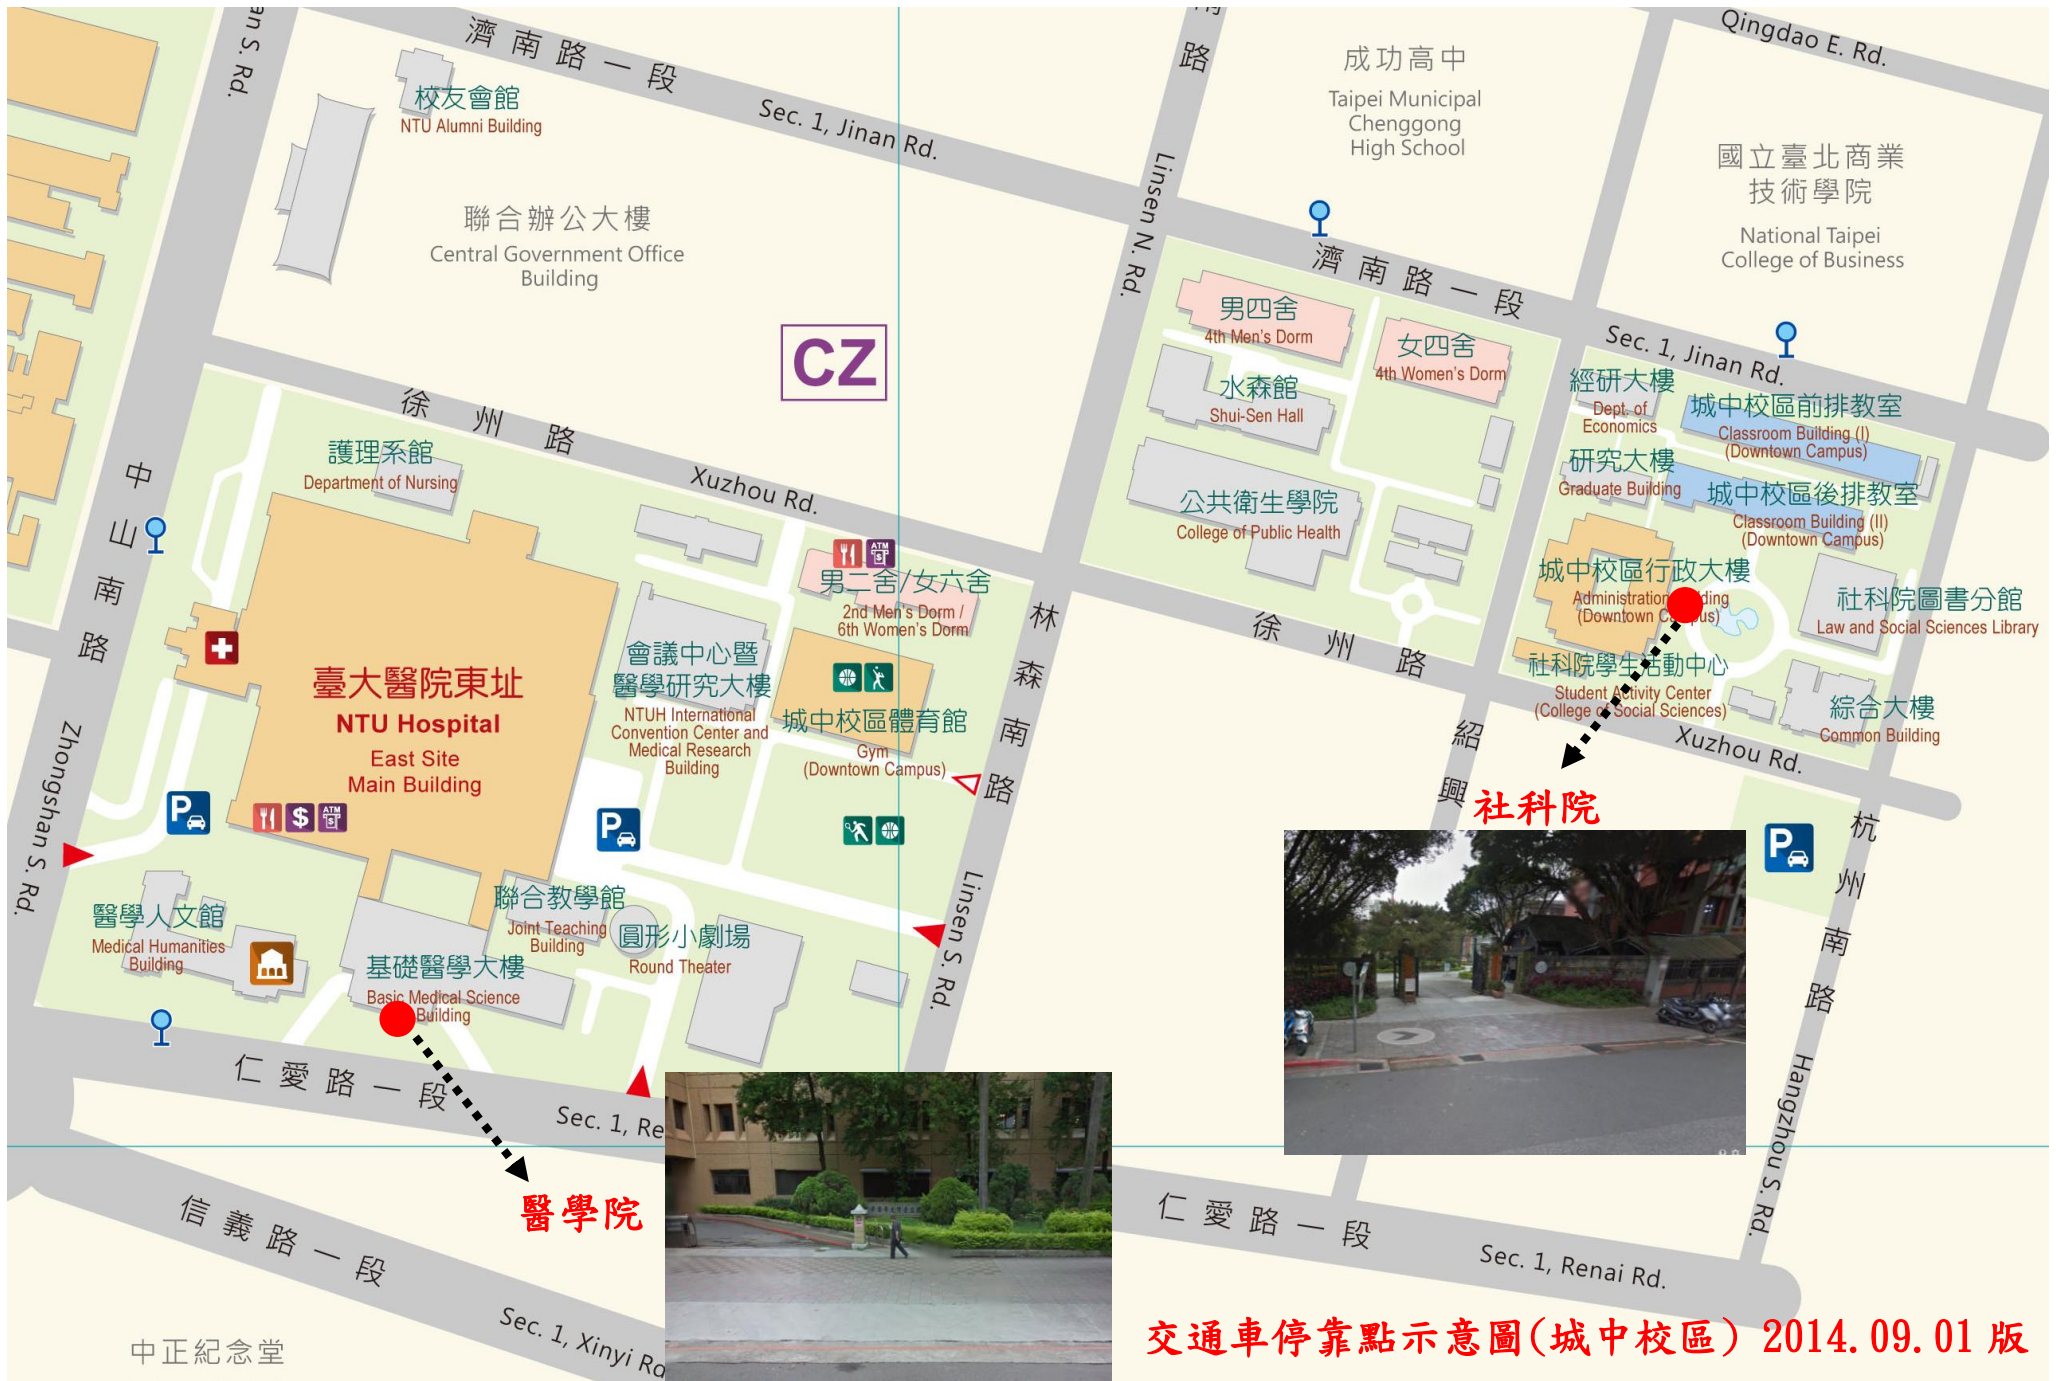 an S. Rd.
濟南路一段
Sec. 1, Jinan Rd.
校友會館
NTU Alumni Building
聯合辦公大樓
Central Government Office
Building
南路
Linsen N. Rd.
成功高中
Taipei Municipal
Chenggong
High School
Qingdao E. Rd.
國立臺北商業
技術學院
National Taipei
College of Business
濟南路一段
Sec. 1, Jinan Rd.
CZ
男四舍
4th Men's Dorm
女四舍
4th Women's Dorm
水森館
Shui-Sen Hall
公共衛生學院
College of Public Health
經研大樓
Dept. of
Economics
城中校區前排教室
Classroom Building (I)
(Downtown Campus)
研究大樓
Graduate Building
城中校區後排教室
Classroom Building (II)
(Downtown Campus)
城中校區行政大樓
Administration Building
(Downtown Campus)
社科院圖書分館
Law and Social Sciences Library
社科院學生活動中心
Student Activity Center
(College of Social Sciences)
綜合大樓
Common Building
徐州路
Xuzhou Rd.
徐州路
Xuzhou Rd.
中山南路
Zhongshan S. Rd.
護理系館
Department of Nursing
臺大醫院東址
NTU Hospital
East Site
Main Building
ATM
$
ATM
P
P
男二舍/女六舍
2nd Men's Dorm /
6th Women's Dorm
會議中心暨
醫學研究大樓
NTUH International
Convention Center and
Medical Research
Building
城中校區體育館
Gym
(Downtown Campus)
林森南路
Linsen S. Rd.
醫學人文館
Medical Humanities
Building
聯合教學館
Joint Teaching
Building
圓形小劇場
Round Theater
基礎醫學大樓
Basic Medical Science
Building
紹興
社科院
P
杭州南路
Hangzhou S. Rd.
仁愛路一段
Sec. 1, Re
醫學院
信義路一段
Sec. 1, Xinyi Rd
中正紀念堂
仁愛路一段
Sec. 1, Renai Rd.
交通車停靠點示意圖(城中校區) 2014.09.01 版